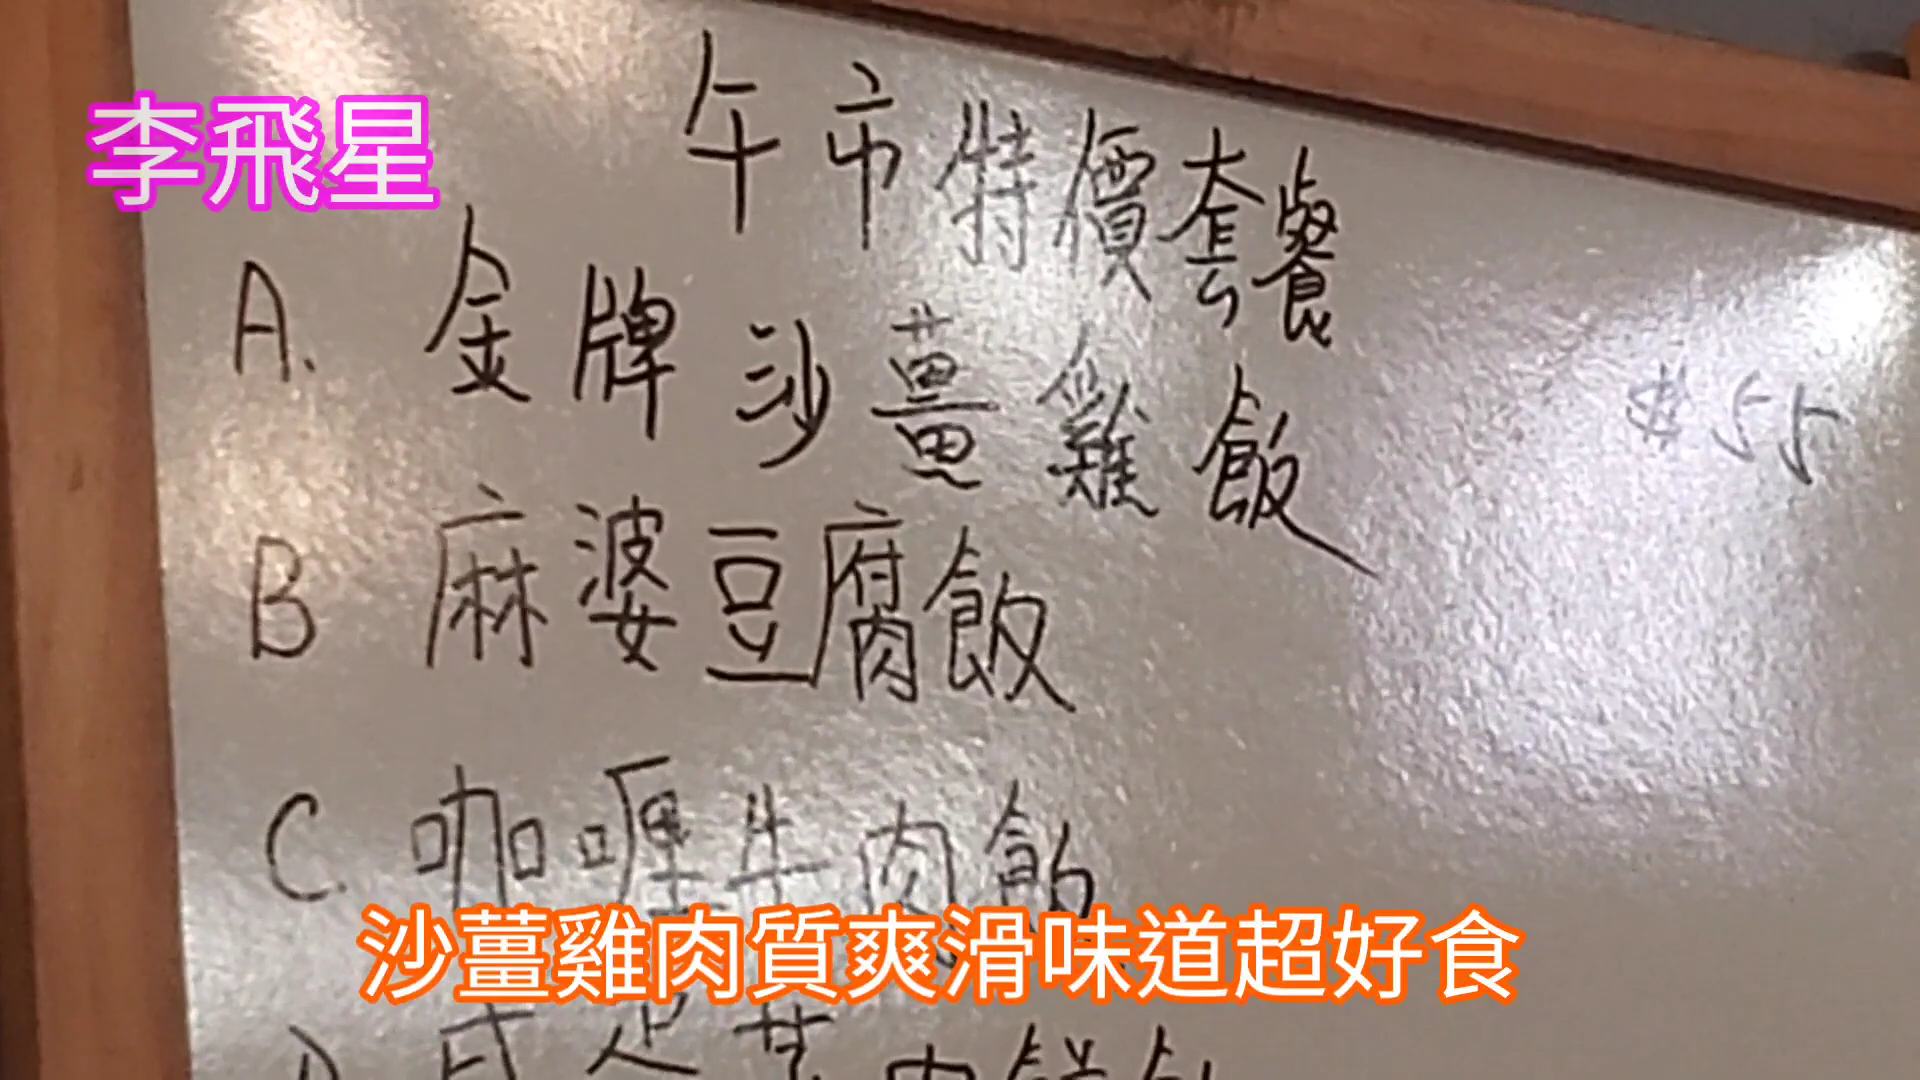 李飛星
午市特價套餐
A. 金牌沙薑雞飯 $55
B 麻婆豆腐飯
C. 咖喱牛肉飯
沙薑雞肉質爽滑味道超好食